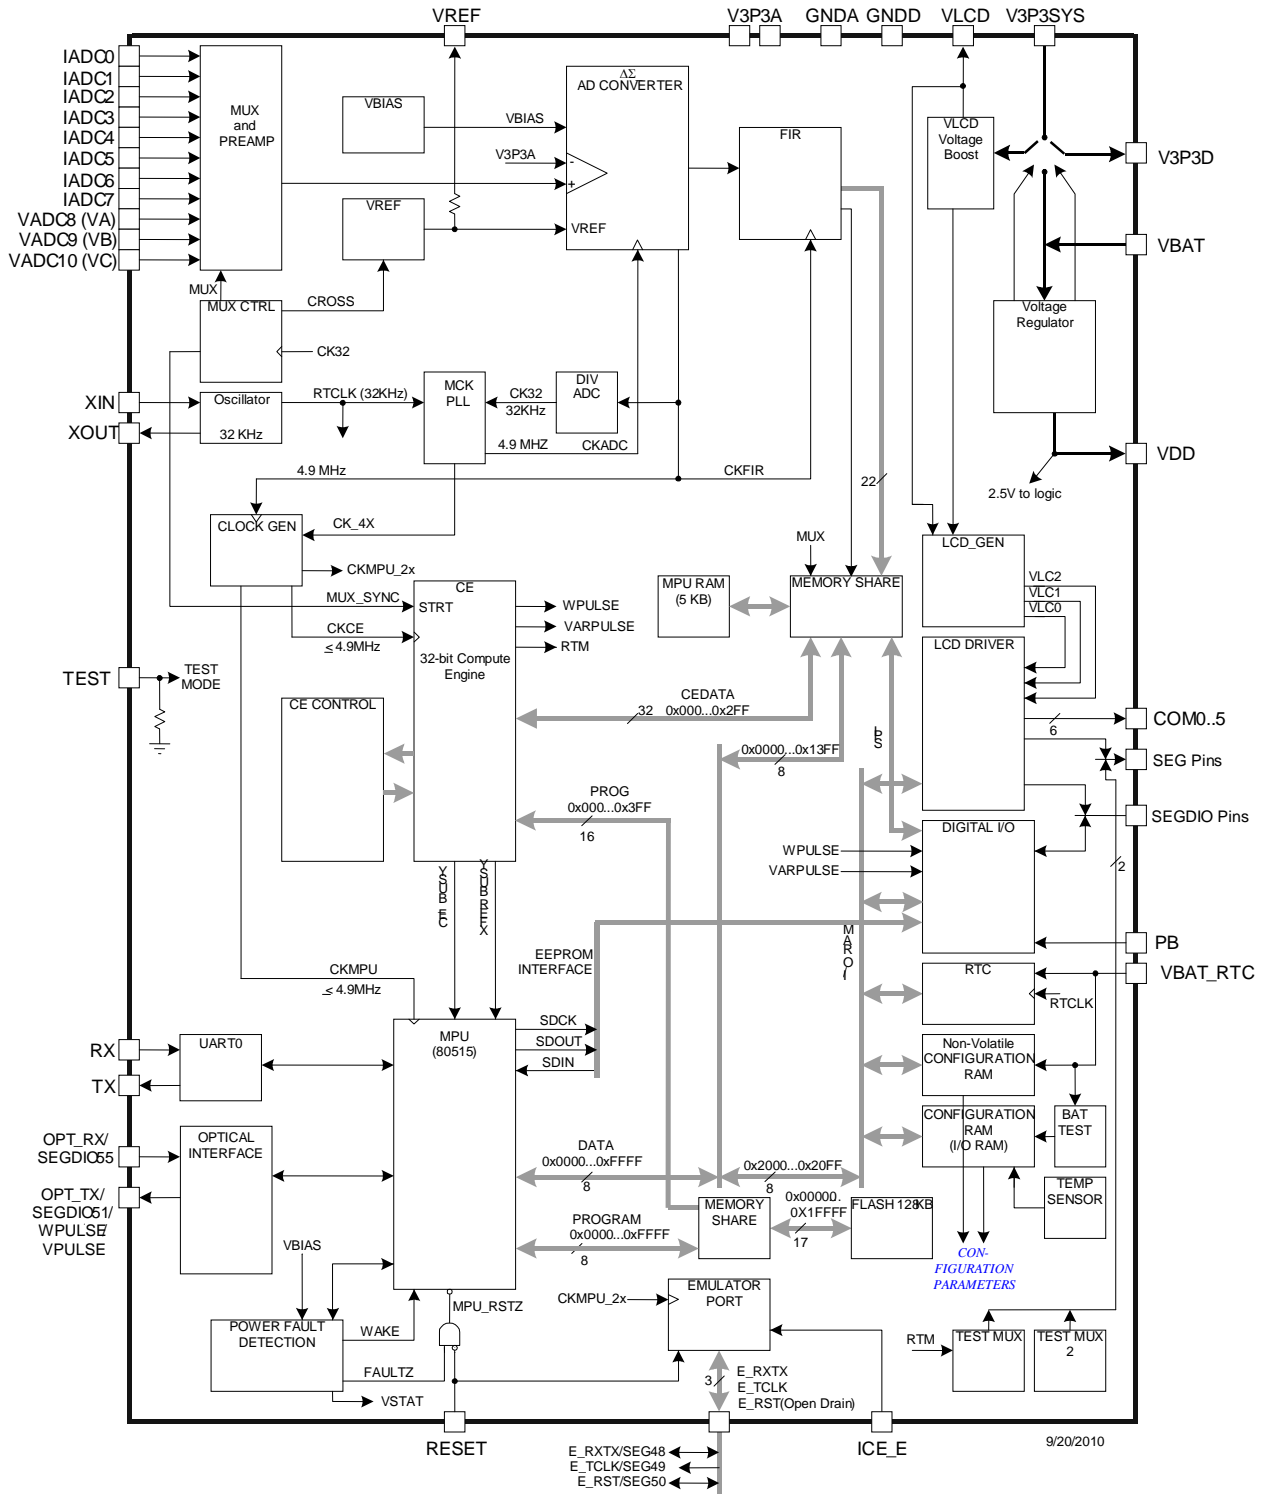 VREF
V3P3A
GNDA
GNDD
VLCD
V3P3SYS
IADC0
IADC1
IADC2
IADC3
IADC4
IADC5
IADC6
IADC7
VADC8 (VA)
VADC9 (VB)
VADC10 (VC)
MUX
and
PREAMP
VBIAS
VBIAS
V3P3A
VREF
ΔΣ
AD CONVERTER
-
+
VREF
FIR
VLCD
Voltage
Boost
V3P3D
VBAT
Voltage
Regulator
VDD
2.5V to logic
MUX
MUX CTRL
CROSS
CK32
XIN
XOUT
Oscillator
32 KHz
RTCLK (32KHz)
MCK
PLL
CK32
32KHz
DIV
ADC
4.9 MHZ
CKADC
4.9 MHz
CKFIR
22
CLOCK GEN
CK_4X
CKMPU_2x
MUX_SYNC
CKCE
≤ 4.9MHz
CE
STRT
32-bit Compute
Engine
WPULSE
VARPULSE
RTM
MUX
MPU RAM
(5 KB)
MEMORY SHARE
LCD_GEN
VLC2
VLC1
VLC0
LCD DRIVER
TEST
TEST
MODE
CE CONTROL
CEDATA
32
0x000...0x2FF
0x0000...0x13FF
8
PROG
0x000...0x3FF
16
6
COM0..5
SEG Pins
SEGDIO Pins
2
DIGITAL I/O
WPULSE
VARPULSE
PB
VBAT_RTC
EEPROM
INTERFACE
CKMPU
≤ 4.9MHz
RTC
RTCLK
RX
TX
UART0
MPU
(80515)
SDCK
SDOUT
SDIN
Non-Volatile
CONFIGURATION
RAM
CONFIGURATION
RAM
(I/O RAM)
BAT
TEST
TEMP
SENSOR
OPT_RX/
SEGDIO55
OPT_TX/
SEGDIO51/
WPULSE/
VPULSE
OPTICAL
INTERFACE
DATA
0x0000...0xFFFF
8
0x2000...0x20FF
8
PROGRAM
0x0000...0xFFFF
8
MEMORY
SHARE
0x00000..
0X1FFFF
17
FLASH 128KB
CON-
FIGURATION
PARAMETERS
VBIAS
POWER FAULT
DETECTION
WAKE
FAULTZ
VSTAT
MPU_RSTZ
CKMPU_2x
EMULATOR
PORT
3
E_RXTX
E_TCLK
E_RST(Open Drain)
RTM
TEST MUX
TEST MUX
2
RESET
ICE_E
9/20/2010
E_RXTX/SEG48
E_TCLK/SEG49
E_RST/SEG50